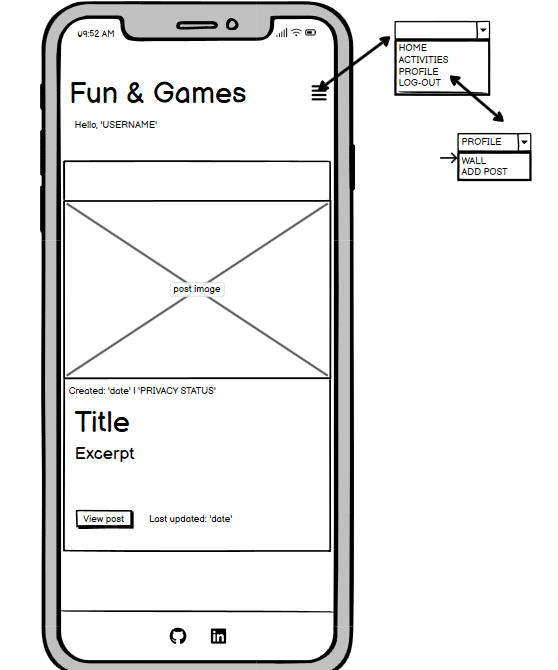 09:52 AM
Fun & Games
Hello, 'USERNAME'
post image
Created: 'date' | 'PRIVACY STATUS'
Title
Excerpt
View post
Last updated: 'date'
in
HOME
ACTIVITIES
PROFILE
LOG-OUT
PROFILE
WALL
ADD POST